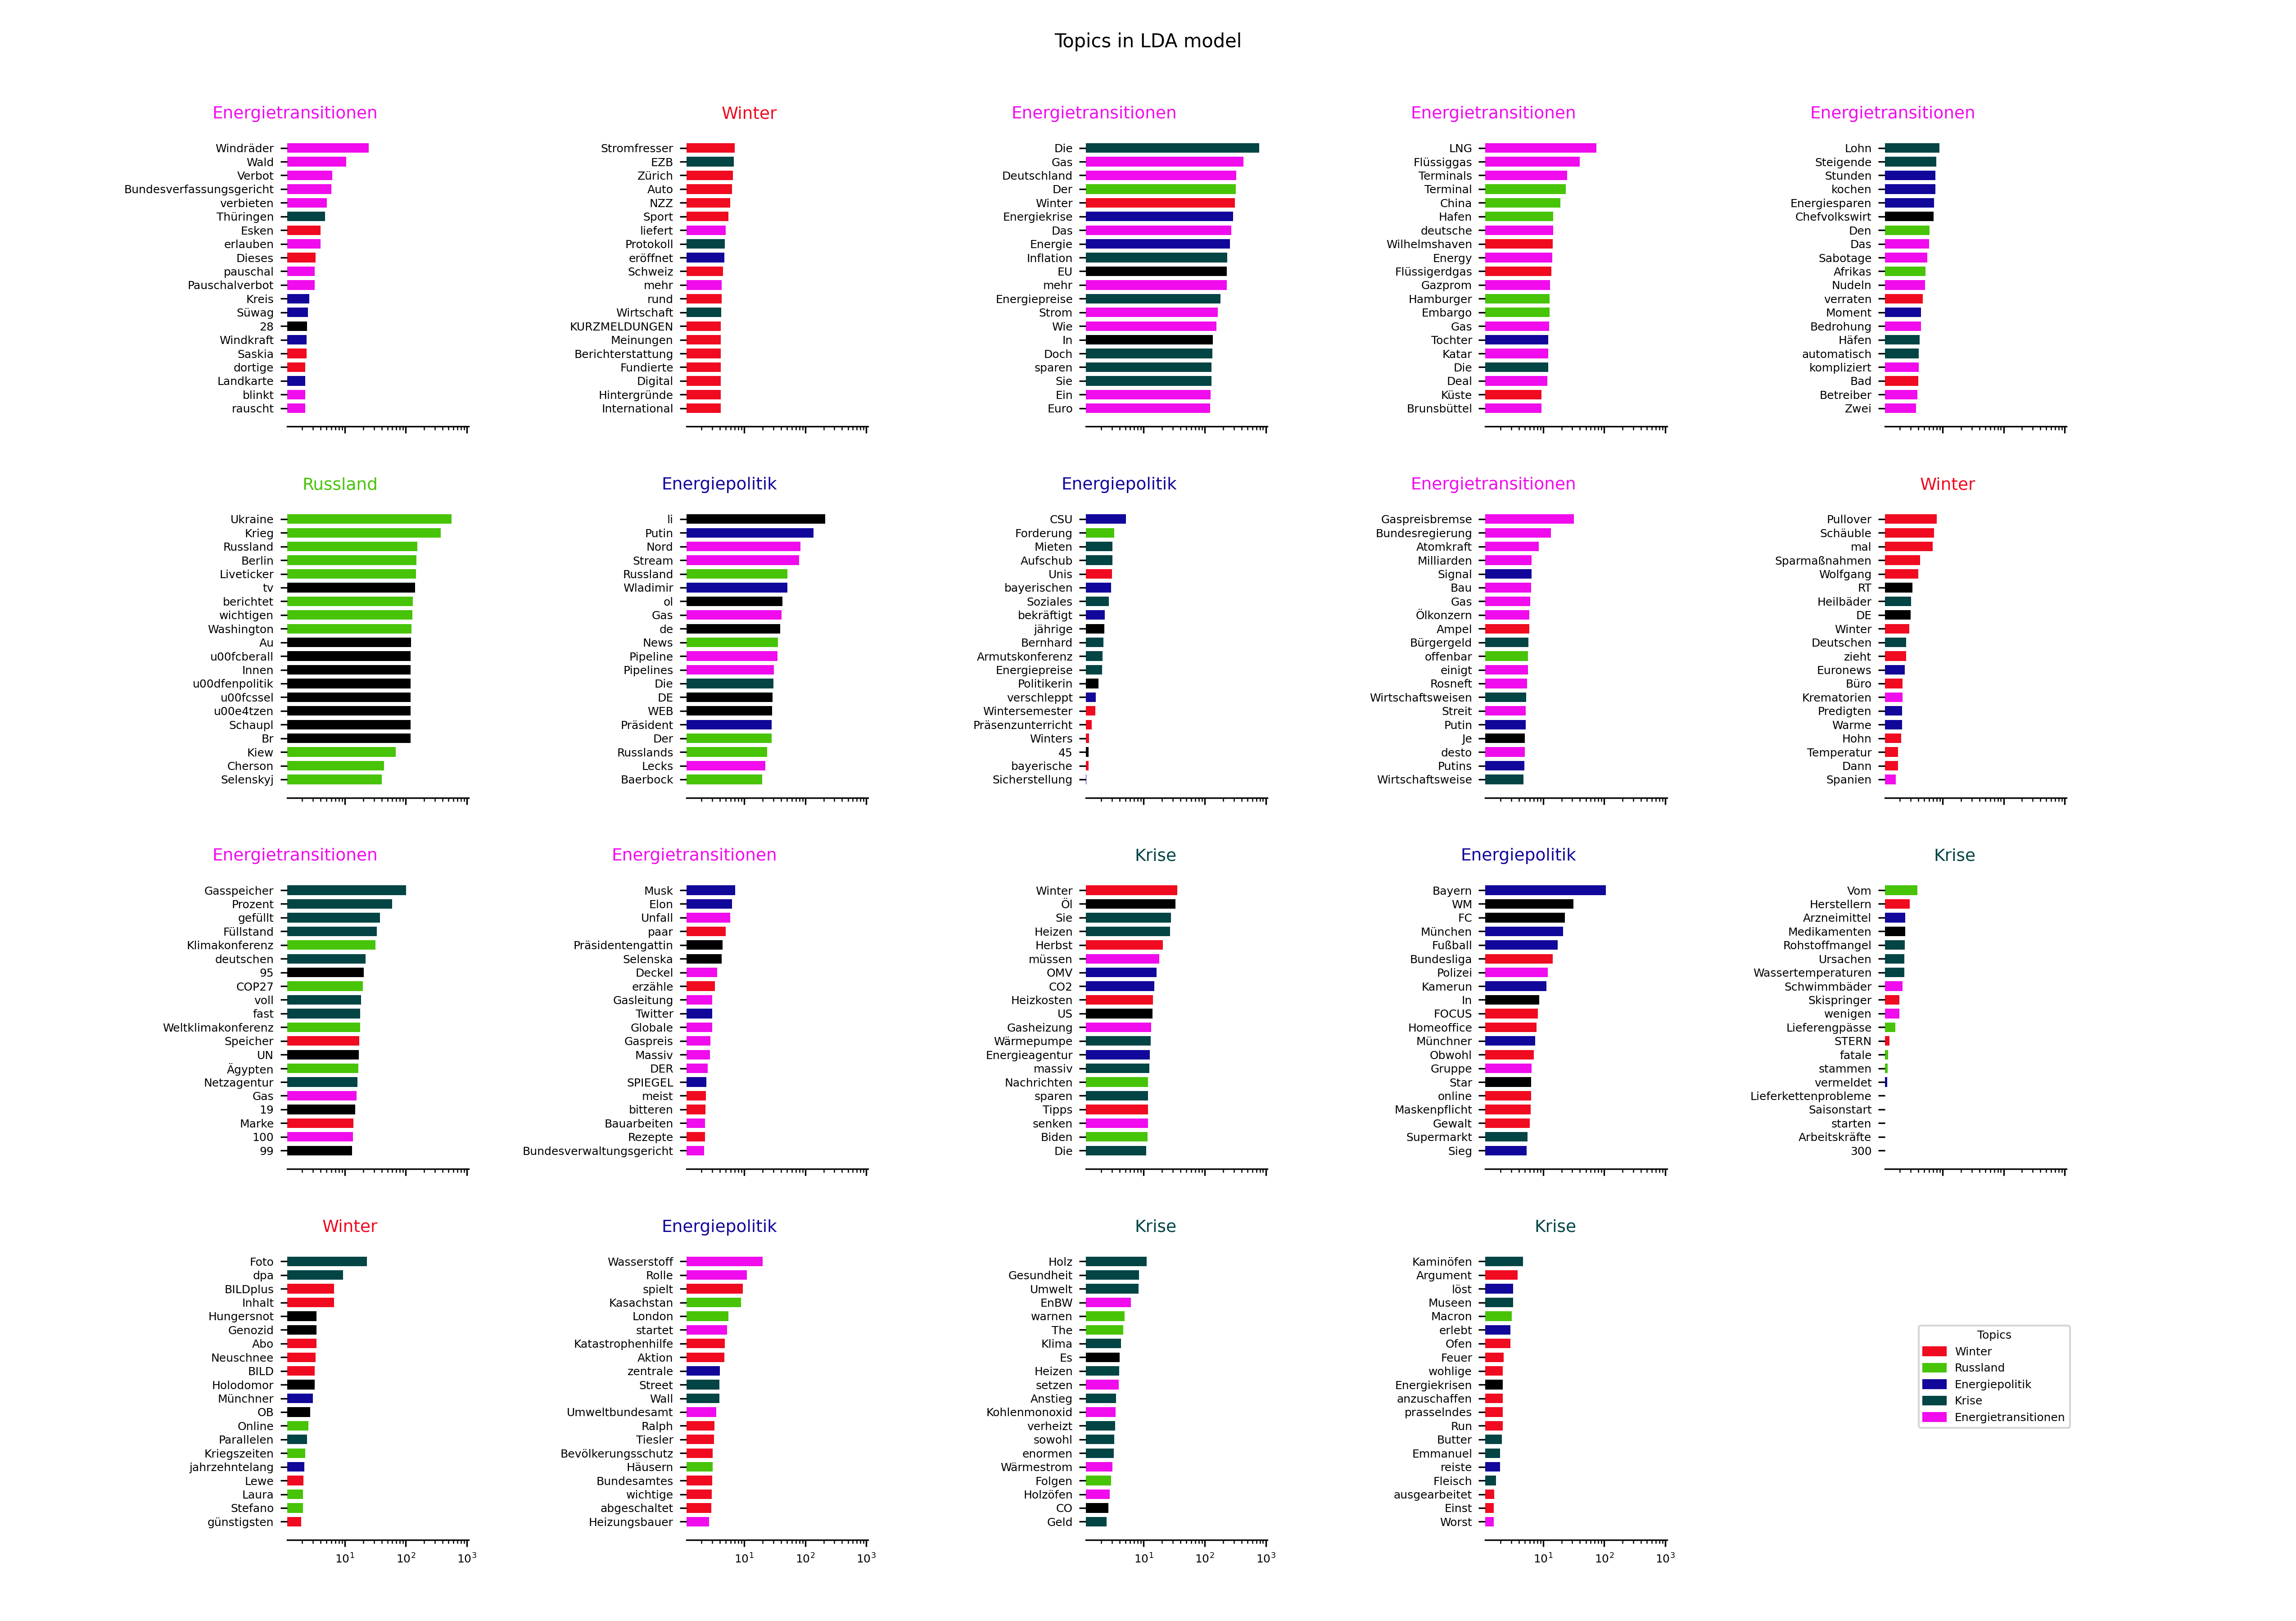 Topics in LDA model
Energietransitionen
Windräder
Wald
Verbot
Bundesverfassungsgericht
verbieten
Thüringen
Esken
erlauben
Dieses
pauschal
Pauschalverbot
Kreis
Süwag
28
Windkraft
Saskia
dortige
Landkarte
blinkt
rauscht
Winter
Stromfresser
EZB
Zürich
Auto
NZZ
Sport
liefert
Protokoll
eröffnet
Schweiz
mehr
rund
Wirtschaft
KURZMELDUNGEN
Meinungen
Berichterstattung
Fundierte
Digital
Hintergründe
International
Energietransitionen
Die
Gas
Deutschland
Der
Winter
Energiekrise
Das
Energie
Inflation
EU
mehr
Energiepreise
Strom
Wie
In
Doch
sparen
Sie
Ein
Euro
Energietransitionen
LNG
Flüssiggas
Terminals
Terminal
China
Hafen
deutsche
Wilhelmshaven
Energy
Flüssigerdgas
Gazprom
Hamburger
Embargo
Gas
Tochter
Katar
Die
Deal
Küste
Brunsbüttel
Energietransitionen
Lohn
Steigende
Stunden
kochen
Energiesparen
Chefvolkswirt
Den
Das
Sabotage
Afrikas
Nudeln
verraten
Moment
Bedrohung
Häfen
automatisch
kompliziert
Bad
Betreiber
Zwei
Russland
Ukraine
Krieg
Russland
Berlin
Liveticker
tv
berichtet
wichtigen
Washington
Au
u00fcberall
Innen
u00dfenpolitik
u00fcssel
u00e4tzen
Schaupl
Br
Kiew
Cherson
Selenskyj
Energiepolitik
li
Putin
Nord
Stream
Russland
Wladimir
ol
Gas
de
News
Pipeline
Pipelines
Die
DE
WEB
Präsident
Der
Russlands
Lecks
Baerbock
Energiepolitik
CSU
Forderung
Mieten
Aufschub
Unis
bayerischen
Soziales
bekräftigt
jährige
Bernhard
Armutskonferenz
Energiepreise
Politikerin
verschleppt
Wintersemester
Präsenzunterricht
Winters
45
bayerische
Sicherstellung
Energietransitionen
Gaspreisbremse
Bundesregierung
Atomkraft
Milliarden
Signal
Bau
Gas
Ölkonzern
Ampel
Bürgergeld
offenbar
einigt
Rosneft
Wirtschaftsweisen
Streit
Putin
Je
desto
Putins
Wirtschaftsweise
Winter
Pullover
Schäuble
mal
Sparmaßnahmen
Wolfgang
RT
Heilbäder
DE
Winter
Deutschen
zieht
Euronews
Büro
Krematorien
Predigten
Warme
Hohn
Temperatur
Dann
Spanien
Energietransitionen
Gasspeicher
Prozent
gefüllt
Füllstand
Klimakonferenz
deutschen
95
COP27
voll
fast
Weltklimakonferenz
Speicher
UN
Ägypten
Netzagentur
Gas
19
Marke
100
99
Energietransitionen
Musk
Elon
Unfall
paar
Präsidentengattin
Selenska
Deckel
erzähle
Gasleitung
Twitter
Globale
Gaspreis
Massiv
DER
SPIEGEL
meist
bitteren
Bauarbeiten
Rezepte
Bundesverwaltungsgericht
Krise
Winter
Öl
Sie
Heizen
Herbst
müssen
OMV
CO2
Heizkosten
US
Gasheizung
Wärmepumpe
Energieagentur
massiv
Nachrichten
sparen
Tipps
senken
Biden
Die
Energiepolitik
Bayern
WM
FC
München
Fußball
Bundesliga
Polizei
Kamerun
In
FOCUS
Homeoffice
Münchner
Obwohl
Gruppe
Star
online
Maskenpflicht
Gewalt
Supermarkt
Sieg
Krise
Vom
Herstellern
Arzneimittel
Medikamenten
Rohstoffmangel
Ursachen
Wassertemperaturen
Schwimmbäder
Skispringer
wenigen
Lieferengpässe
STERN
fatale
stammen
vermeldet
Lieferkettenprobleme
Saisonstart
starten
Arbeitskräfte
300
Winter
Foto
dpa
BILDplus
Inhalt
Hungersnot
Genozid
Abo
Neuschnee
BILD
Holodomor
Münchner
OB
Online
Parallelen
Kriegszeiten
jahrzehntelang
Lewe
Laura
Stefano
günstigsten
10¹ 10² 10³
Energiepolitik
Wasserstoff
Rolle
spielt
Kasachstan
London
startet
Katastrophenhilfe
Aktion
zentrale
Street
Wall
Umweltbundesamt
Ralph
Tiesler
Bevölkerungsschutz
Häusern
Bundesamtes
wichtige
abgeschaltet
Heizungsbauer
10¹ 10² 10³
Krise
Holz
Gesundheit
Umwelt
EnBW
warnen
The
Klima
Es
Heizen
setzen
Anstieg
Kohlenmonoxid
verheizt
sowohl
enormen
Wärmestrom
Folgen
Holzöfen
CO
Geld
10¹ 10² 10³
Krise
Kaminöfen
Argument
löst
Museen
Macron
erlebt
Ofen
Feuer
wohlige
Energiekrisen
anzuschaffen
prasselndes
Run
Butter
Emmanuel
reiste
Fleisch
ausgearbeitet
Einst
Worst
10¹ 10² 10³
Topics
Winter
Russland
Energiepolitik
Krise
Energietransitionen